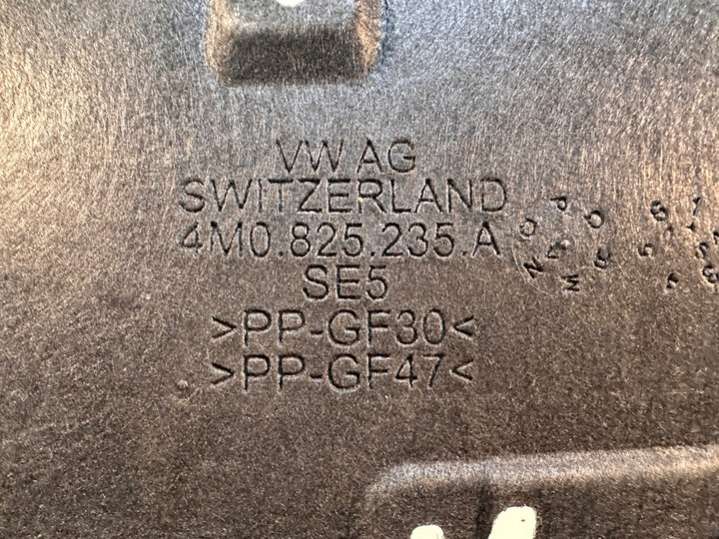 VW AG
SWITZERLAND
4M0.825.235.A
SE5
>PP-GF30<
>PP-GF47<